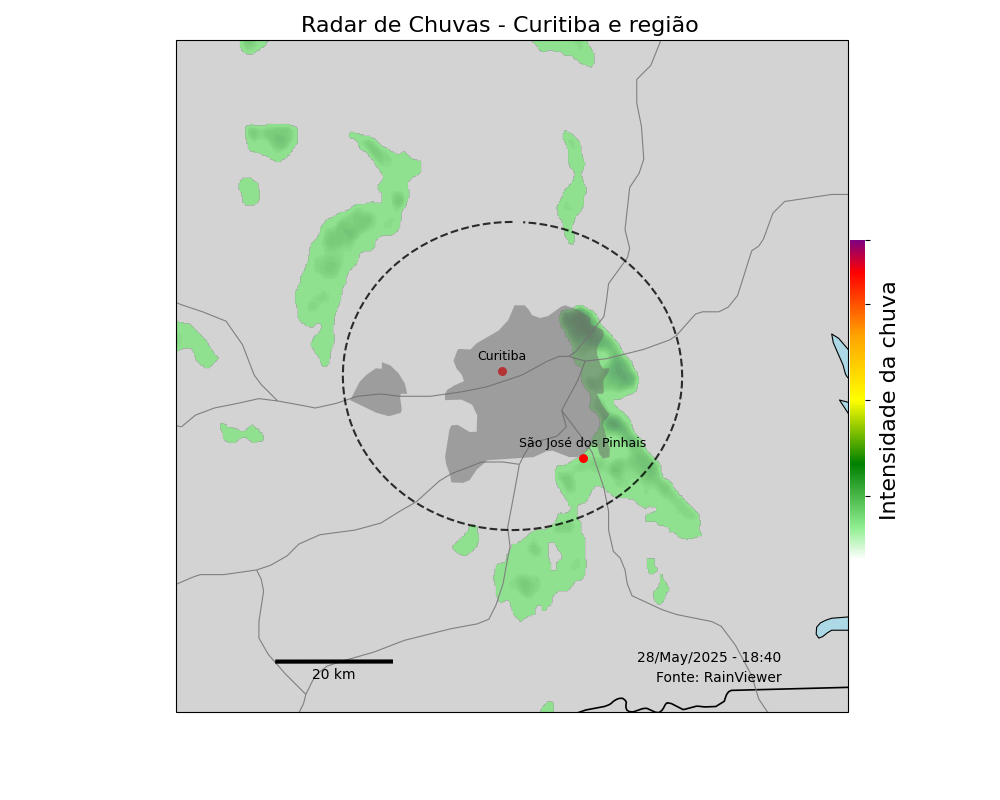 Radar de Chuvas - Curitiba e região
Curitiba
São José dos Pinhais
Intensidade da chuva
20 km
28/May/2025 - 18:40
Fonte: RainViewer